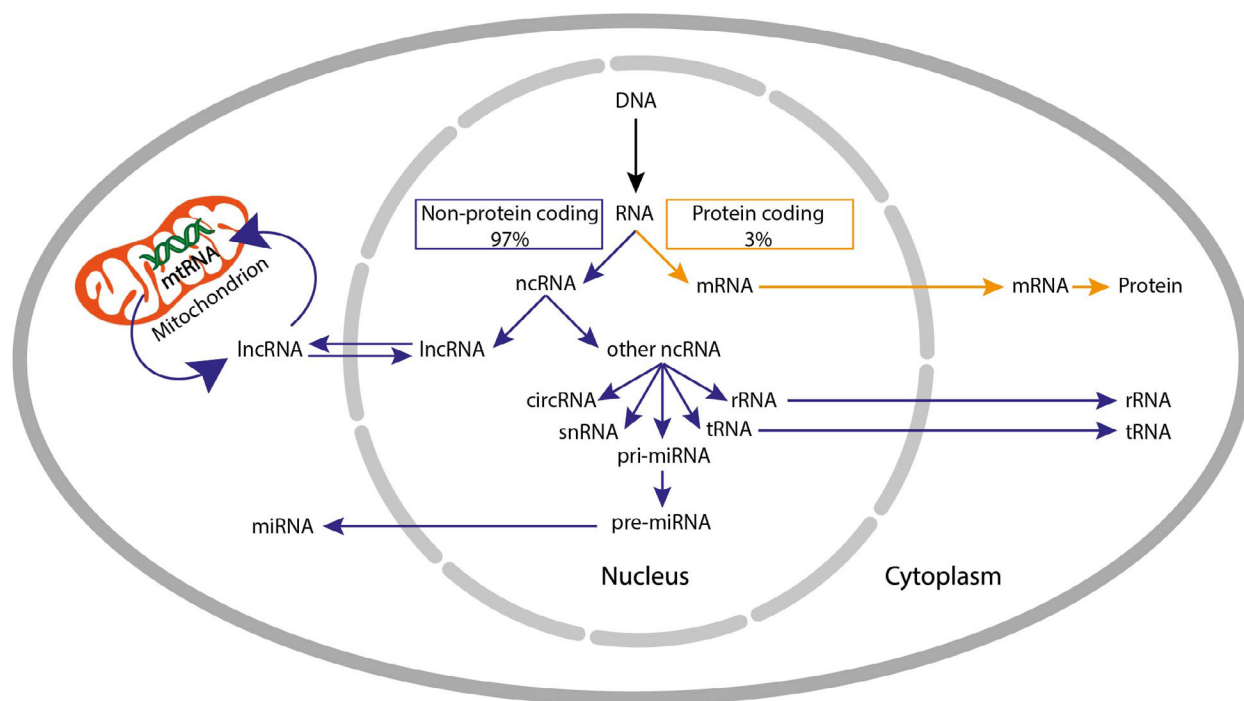 DNA
Non-protein coding
97%
RNA
Protein coding
3%
mtRNA
Mitochondrion
ncRNA
mRNA
mRNA
Protein
lncRNA
lncRNA
other ncRNA
circRNA
rRNA
rRNA
snRNA
tRNA
tRNA
pri-miRNA
miRNA
pre-miRNA
Nucleus
Cytoplasm